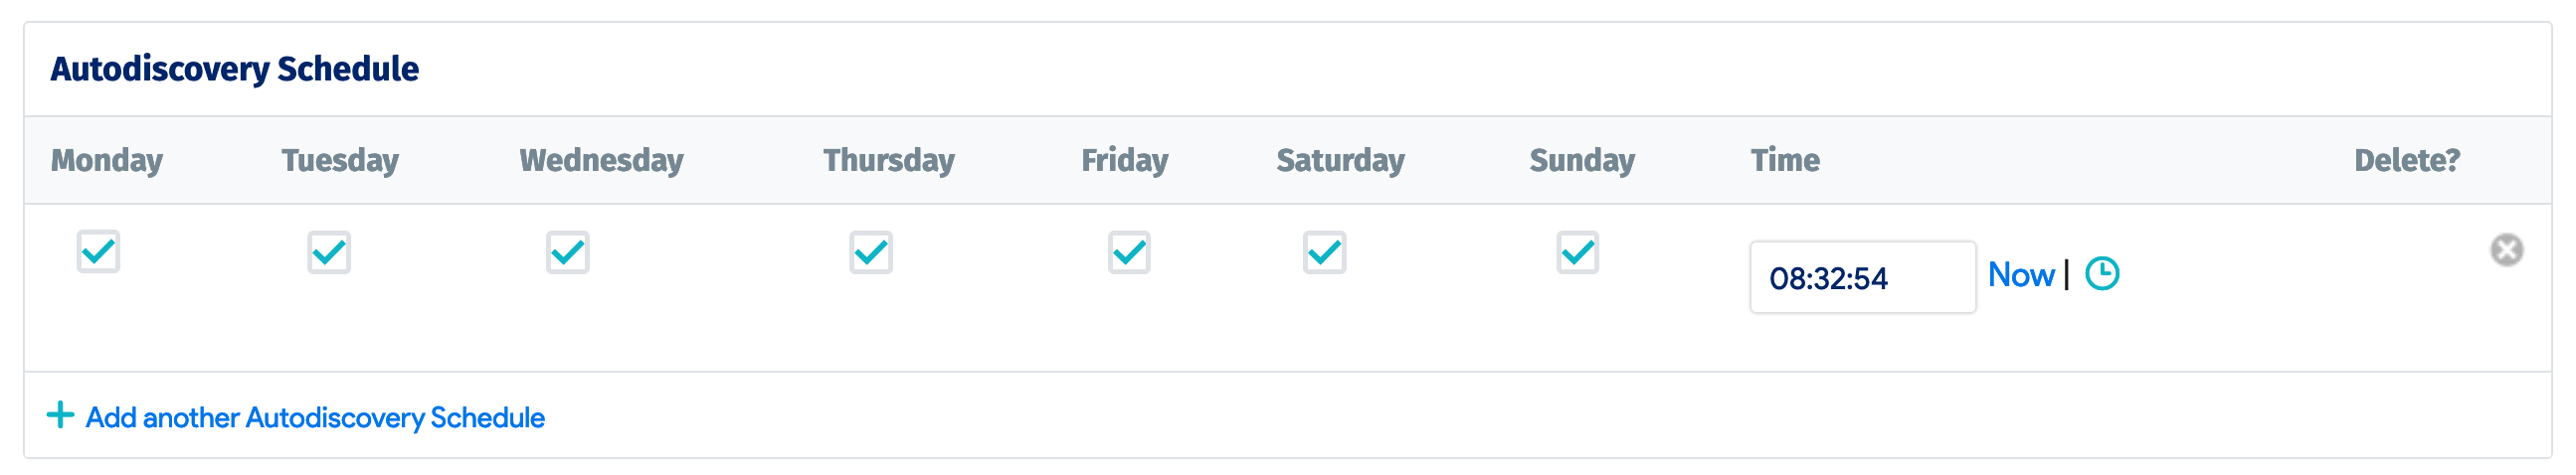 Autodiscovery Schedule
Monday Tuesday Wednesday Thursday Friday Saturday Sunday Time Delete?
08:32:54 Now |
Add another Autodiscovery Schedule